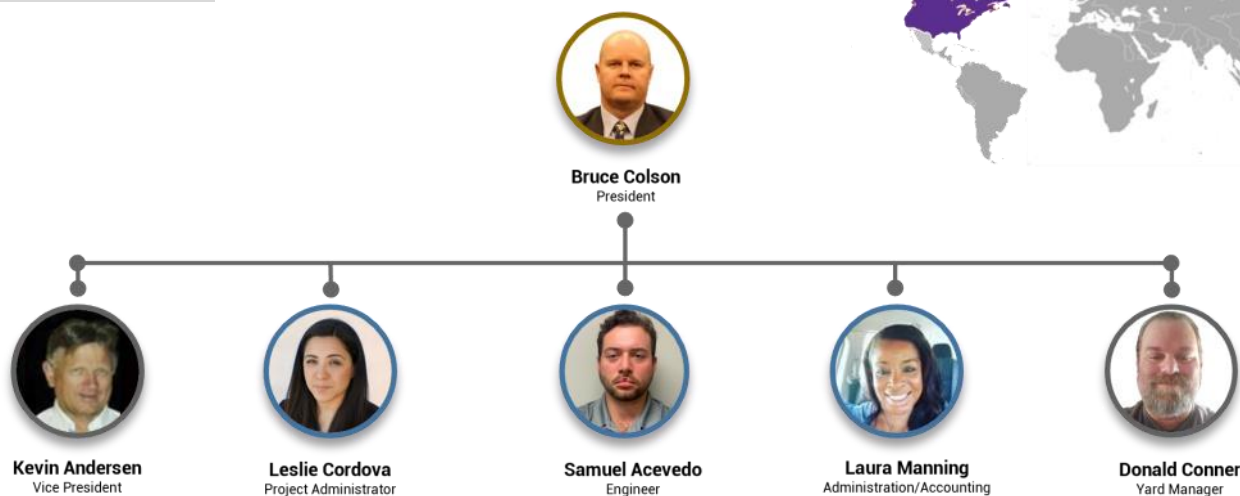 Bruce Colson
President
Kevin Andersen
Vice President
Leslie Cordova
Project Administrator
Samuel Acevedo
Engineer
Laura Manning
Administration/Accounting
Donald Conner
Yard Manager